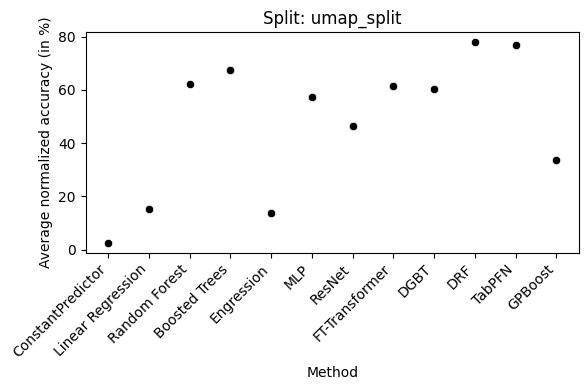 Split: umap_split
Average normalized accuracy (in %)
80
60
40
20
0
ConstantPredictor
Linear Regression
Random Forest
Boosted Trees
Engression
MLP
ResNet
FT-Transformer
DGBT
DRF
TabPFN
GPBoost
Method